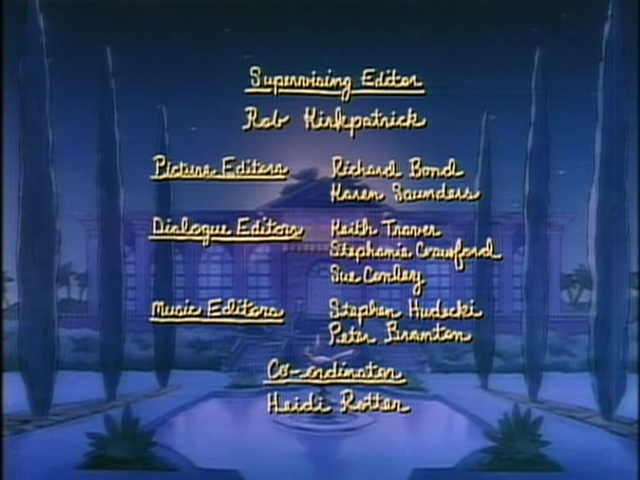 Supervising Editor
Rob Kirkpatrick
Picture Editors Richard Bond
Karen Saunders
Dialogue Editors Keith Traver
Stephanie Crawford
Sue Conley
Music Editors Stephen Hudecki
Peter Branton
Co-ordinator
Heidi Rotter